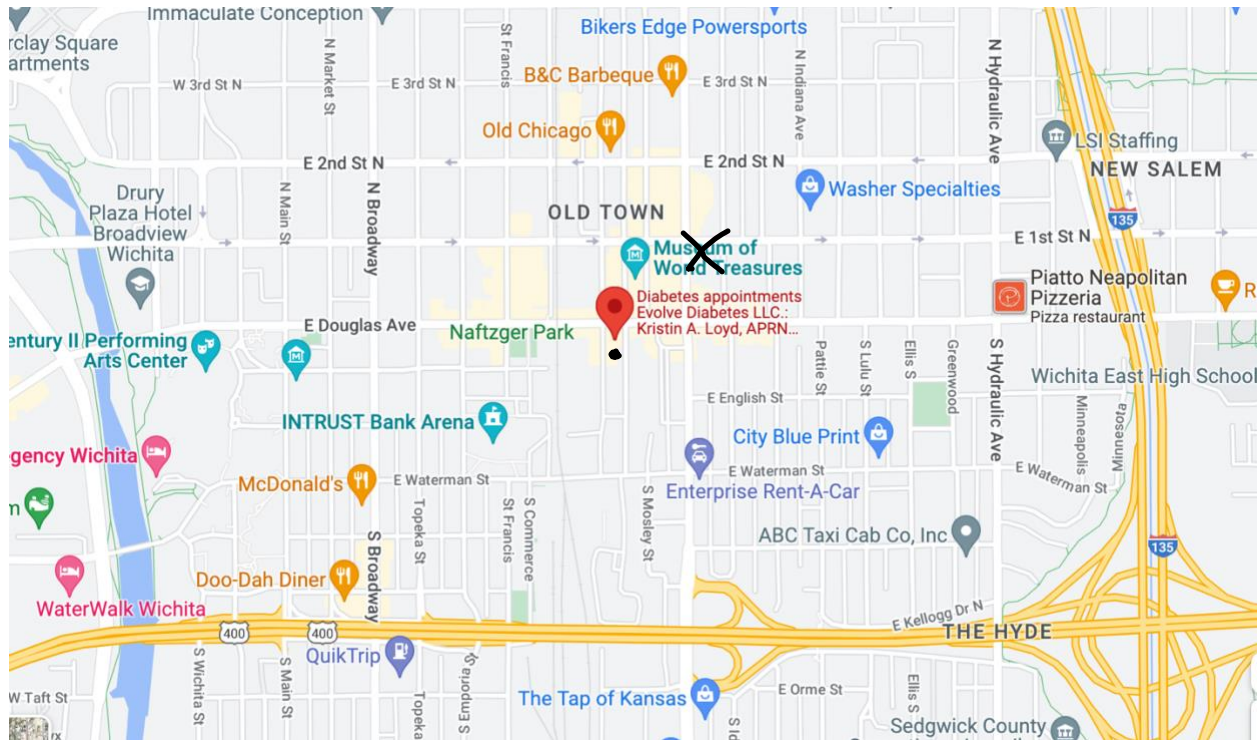 Immaculate Conception
Bikers Edge Powersports
rclay Square
artments
N Market St
St Francis
B&C Barbeque
N Indiana Ave
N Hydraulic Ave
W 3rd St N
E 3rd St N
E 3rd St N
Old Chicago
LSI Staffing
E 2nd St N
E 2nd St N
NEW SALEM
Drury
Plaza Hotel
Broadview
Wichita
N Main St
N Broadway
Washer Specialties
OLD TOWN
135
E 1st St N
Museum of
World Treasures
Piatto Neapolitan
Pizzeria
Pizza restaurant
R
Diabetes appointments
Evolve Diabetes LLC.:
Kristin A. Loyd, APRN...
E Douglas Ave
Naftzger Park
entury II Performing
Arts Center
Pattie St
S Lulu St
Ellis S
Greenwood
S Hydraulic Ave
Wichita East High School
E English St
Minneapolis
Minnesota
INTRUST Bank Arena
City Blue Print
egency Wichita
E Waterman St
E Waterman St
E Waterman St
McDonald's
Enterprise Rent-A-Car
m
Topeka St
St Francis
S Commerce
S Mosley St
ABC Taxi Cab Co, Inc
135
S Broadway
Doo-Dah Diner
WaterWalk Wichita
E Kellogg Dr N
400
400
THE HYDE
QuikTrip
S Wichita St
S Main St
Topeka
S Emporia St
W Taft St
The Tap of Kansas
E Orme St
Ellis S
S Id
Sedgwick County